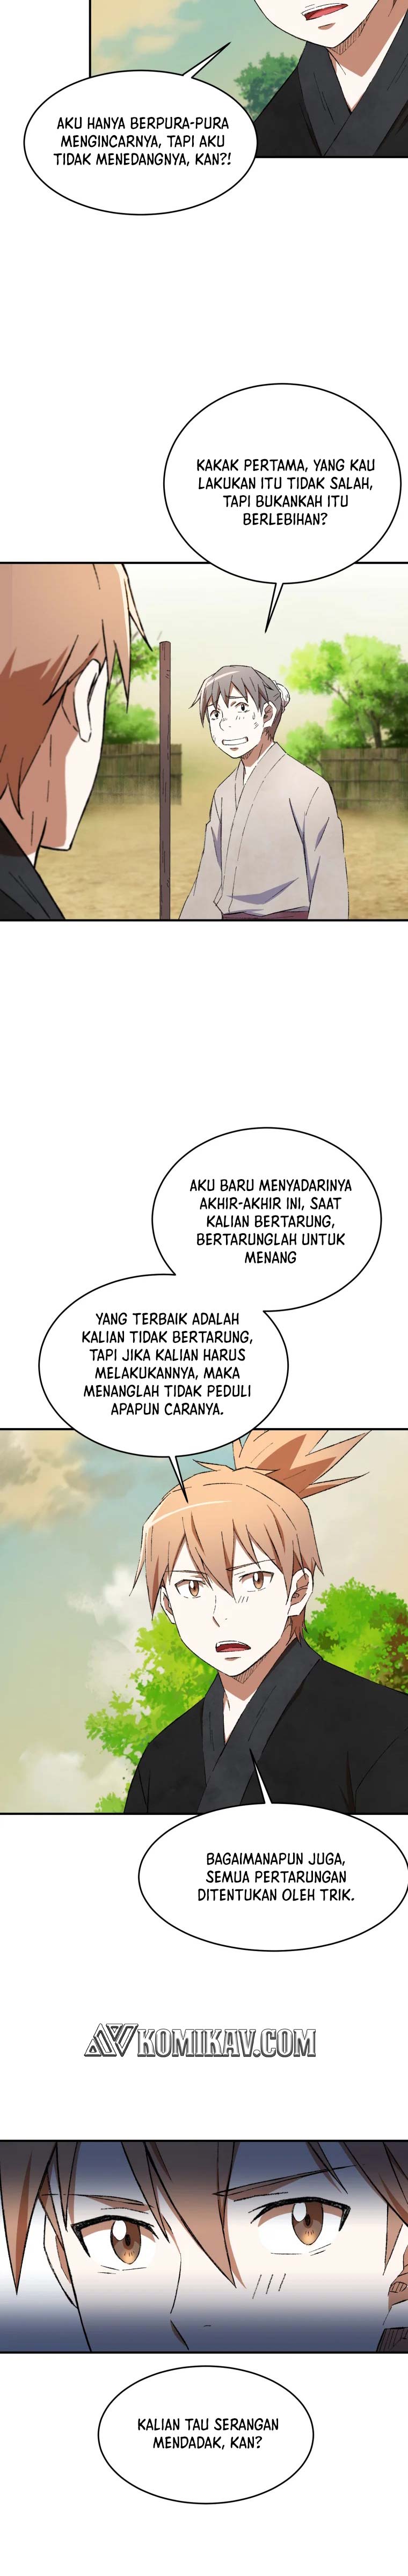 AKU HANYA BERPURA-PURA
MENGINCARNYA, TAPI AKU
TIDAK MENEDANGNYA, KAN?!
KAKAK PERTAMA, YANG KAU
LAKUKAN ITU TIDAK SALAH,
TAPI BUKANKAH ITU
BERLEBIHAN?
AKU BARU MENYADARINYA
AKHIR-AKHIR INI, SAAT
KALIAN BERTARUNG,
BERTARUNGLAH UNTUK
MENANG
YANG TERBAIK ADALAH
KALIAN TIDAK BERTARUNG,
TAPI JIKA KALIAN HARUS
MELAKUKANNYA, MAKA
MENANGLAH TIDAK PEDULI
APAPUN CARANYA.
BAGAIMANAPUN JUGA,
SEMUA PERTARUNGAN
DITENTUKAN OLEH TRIK.
KOMIKAV.COM
KALIAN TAU SERANGAN
MENDADAK, KAN?